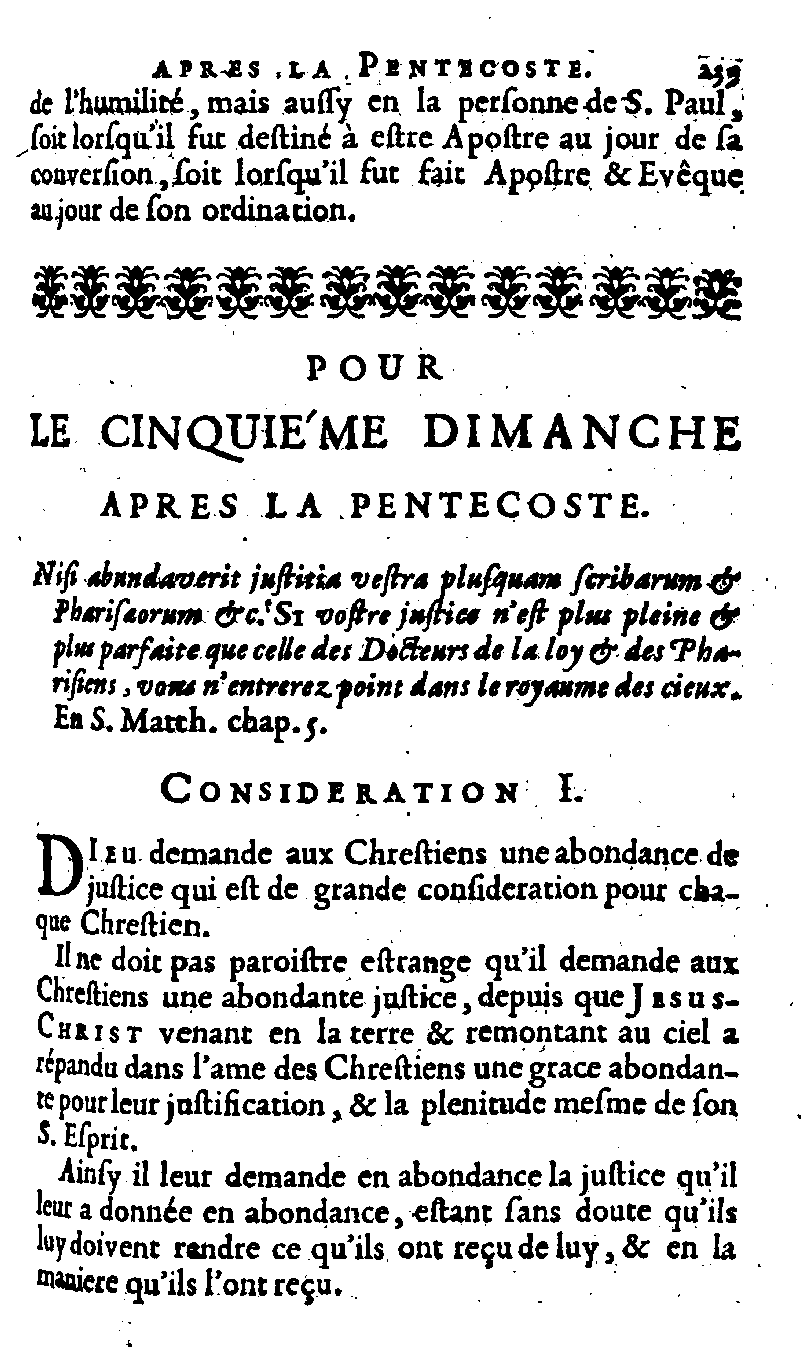 APRES LA PENTECOSTE. 259
de l'humilité, mais auſſy en la perſonne de S. Paul,
ſoit lorſqu'il fut deſtiné à eſtre Apoſtre au jour de ſa
converſion, ſoit lorſqu'il fut fait Apoſtre & Evêque
au jour de ſon ordination.
POUR
LE CINQUIE'ME DIMANCHE
APRES LA PENTECOSTE.
Niſi abundaverit juſtitia veſtra pluſquam ſcribarum &
Phariſaorum &c. SI voſtre juſtice n'eſt plus pleine &
plus parfaite que celle des Docteurs de la loy & des Pha-
riſiens, vous n'entrerez point dans le royaume des cieux.
En S. Matth. chap. 5.
CONSIDERATION I.
DIEU demande aux Chreſtiens une abondance de
juſtice qui eſt de grande conſideration pour cha-
que Chreſtien.
Il ne doit pas paroiſtre eſtrange qu'il demande aux
Chreſtiens une abondante juſtice, depuis que JESUS-
CHRIST venant en la terre & remontant au ciel a
répandu dans l'ame des Chreſtiens une grace abondan-
te pour leur juſtification, & la plenitude meſme de ſon
S. Eſprit.
Ainſy il leur demande en abondance la juſtice qu'il
leur a donnée en abondance, eſtant ſans doute qu'ils
luy doivent rendre ce qu'ils ont reçu de luy, & en la
maniere qu'ils l'ont reçu.